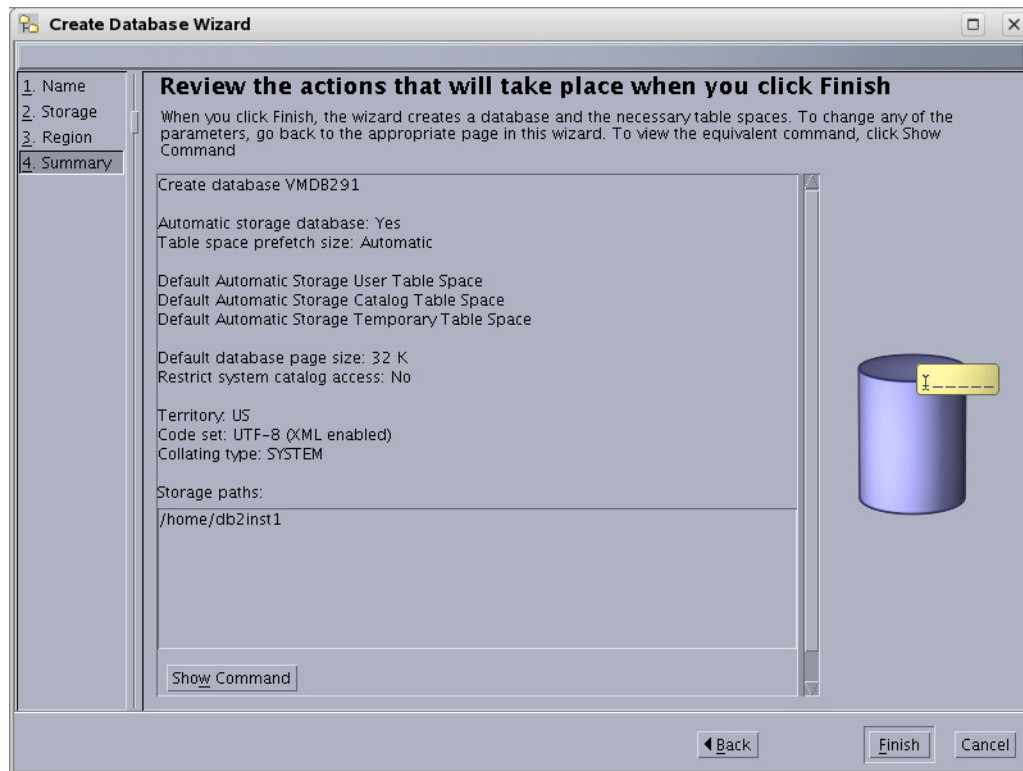 Create Database Wizard
1. Name
2. Storage
3. Region
4. Summary
Review the actions that will take place when you click Finish
When you click Finish, the wizard creates a database and the necessary table spaces. To change any of the
parameters, go back to the appropriate page in this wizard. To view the equivalent command, click Show
Command
Create database VMDB291
Automatic storage database: Yes
Table space prefetch size: Automatic
Default Automatic Storage User Table Space
Default Automatic Storage Catalog Table Space
Default Automatic Storage Temporary Table Space
Default database page size: 32 K
Restrict system catalog access: No
Territory: US
Code set: UTF-8 (XML enabled)
Collating type: SYSTEM
Storage paths:
/home/db2inst1
Show Command
Back
Finish
Cancel